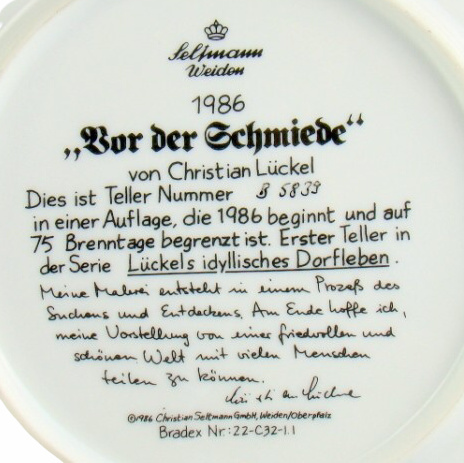 Seltmann
Weiden
1986
„Vor der Schmiede“
von Christian Lückel
Dies ist Teller Nummer B 5839
in einer Auflage, die 1986 beginnt und auf
75 Brenntage begrenzt ist. Erster Teller in
der Serie Lückels idyllisches Dorfleben.
Meine Malerei entsteht in einem Prozeß des
Suchens und Entdeckens. Am Ende hoffe ich,
meine Vorstellung von einer friedvollen und
schönen Welt mit vielen Menschen
teilen zu können.
Christian Lückel
©1986 Christian Seltmann GmbH, Weiden/Oberpfalz
Bradex Nr: 22-C32-1.1